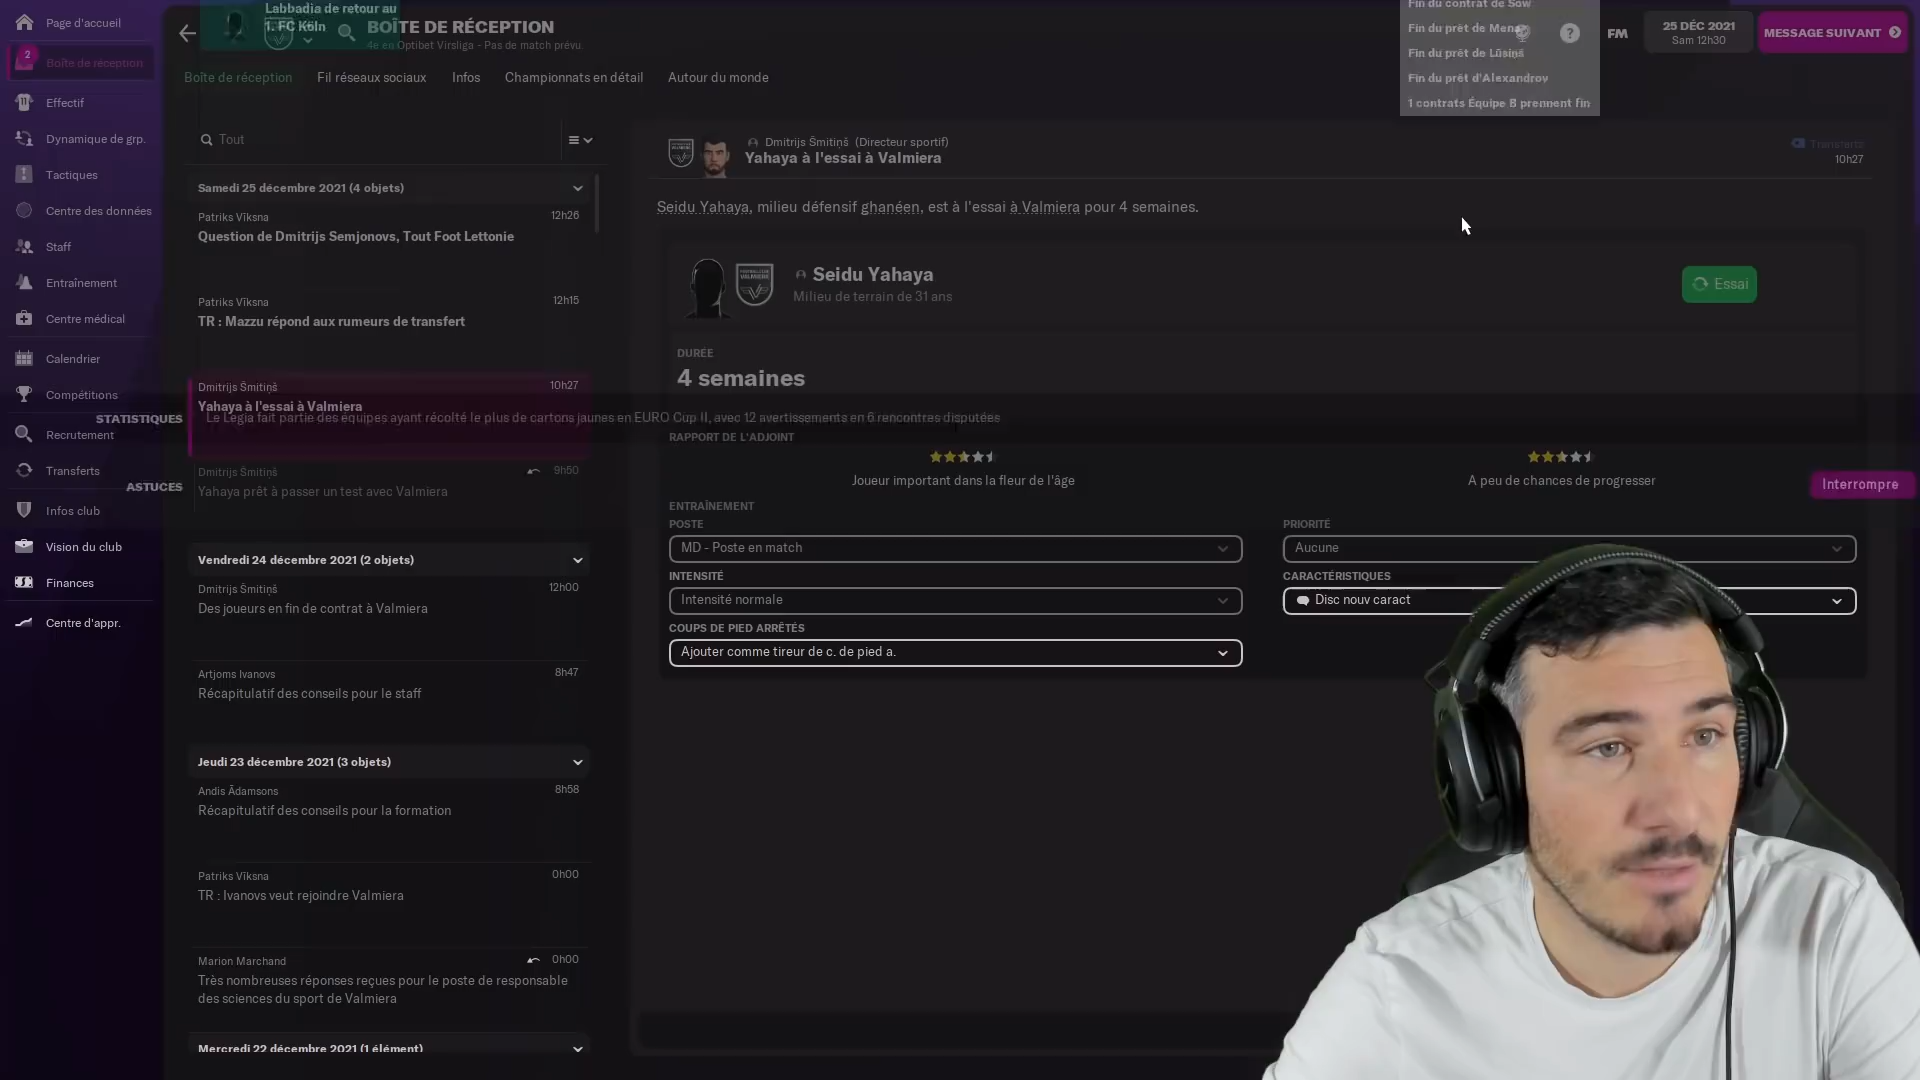 Page d'accueil
2
Boîte de réception
Effectif
Dynamique de grp.
Tactiques
Centre des données
Staff
Entraînement
Centre médical
Calendrier
Compétitions
STATISTIQUES
Recrutement
Transferts
ASTUCES
Infos club
Vision du club
Finances
Centre d'appr.
Labbadia de retour au
1. FC Köln
BOÎTE DE RÉCEPTION
4e en Optibet Virsliga - Pas de match prévu.
Fin du contrat de Sow
Fin du prêt de Mena
Fin du prêt de Lūsiņš
Fin du prêt d'Alexandrov
1 contrats Équipe B prennent fin
FM
25 DÉC 2021
Sam 12h30
MESSAGE SUIVANT
Boîte de réception
Fil réseaux sociaux
Infos
Championnats en détail
Autour du monde
Tout
Samedi 25 décembre 2021 (4 objets)
Patriks Vīksna 12h26
Question de Dmitrijs Semjonovs, Tout Foot Lettonie
Patriks Vīksna 12h15
TR : Mazzu répond aux rumeurs de transfert
Dmitrijs Šmitiņš 10h27
Yahaya à l'essai à Valmiera
Le Legia fait partie des équipes ayant récolté le plus de cartons jaunes en EURO Cup II, avec 12 avertissements en 6 rencontres disputées
Dmitrijs Šmitiņš 9h50
Yahaya prêt à passer un test avec Valmiera
Vendredi 24 décembre 2021 (2 objets)
Dmitrijs Šmitiņš 12h00
Des joueurs en fin de contrat à Valmiera
Artjoms Ivanovs 8h47
Récapitulatif des conseils pour le staff
Jeudi 23 décembre 2021 (3 objets)
Andis Ādamsons 8h58
Récapitulatif des conseils pour la formation
Patriks Vīksna 0h00
TR : Ivanovs veut rejoindre Valmiera
Marion Marchand 0h00
Très nombreuses réponses reçues pour le poste de responsable
des sciences du sport de Valmiera
Mercredi 22 décembre 2021 (1 élément)
Dmitrijs Šmitiņš (Directeur sportif)
Yahaya à l'essai à Valmiera
Transferts
10h27
Seidu Yahaya, milieu défensif ghanéen, est à l'essai à Valmiera pour 4 semaines.
Seidu Yahaya
Milieu de terrain de 31 ans
Essai
DURÉE
4 semaines
RAPPORT DE L'ADJOINT
Joueur important dans la fleur de l'âge
A peu de chances de progresser
Interrompre
ENTRAÎNEMENT
POSTE
MD - Poste en match
PRIORITÉ
Aucune
INTENSITÉ
Intensité normale
CARACTÉRISTIQUES
Disc nouv caract
COUPS DE PIED ARRÊTÉS
Ajouter comme tireur de c. de pied a.